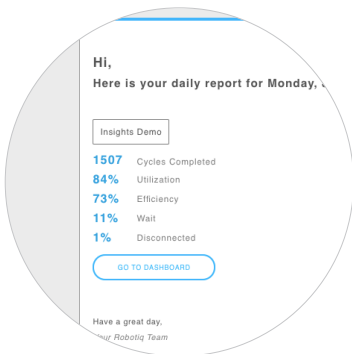 Hi,
Here is your daily report for Monday,
Insights Demo
1507 Cycles Completed
84% Utilization
73% Efficiency
11% Wait
1% Disconnected
GO TO DASHBOARD
Have a great day,
Your Robotiq Team